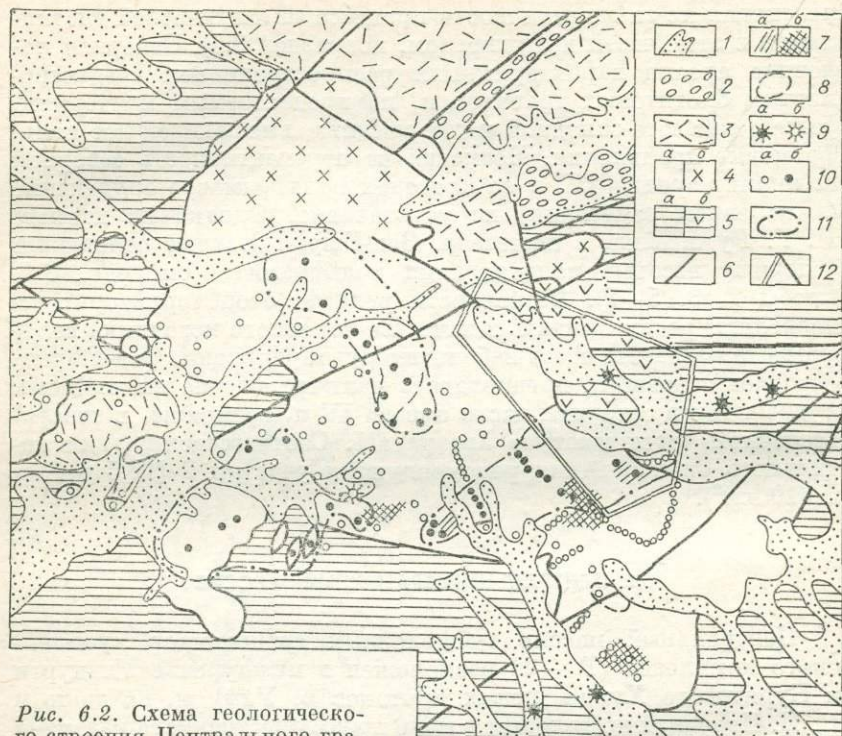 а б
1 7
2 8
а б
3 9
а б а б
4 10
а б
5 11
6 12
Рис. 6.2. Схема геологическо-
го строения Центрального гра-